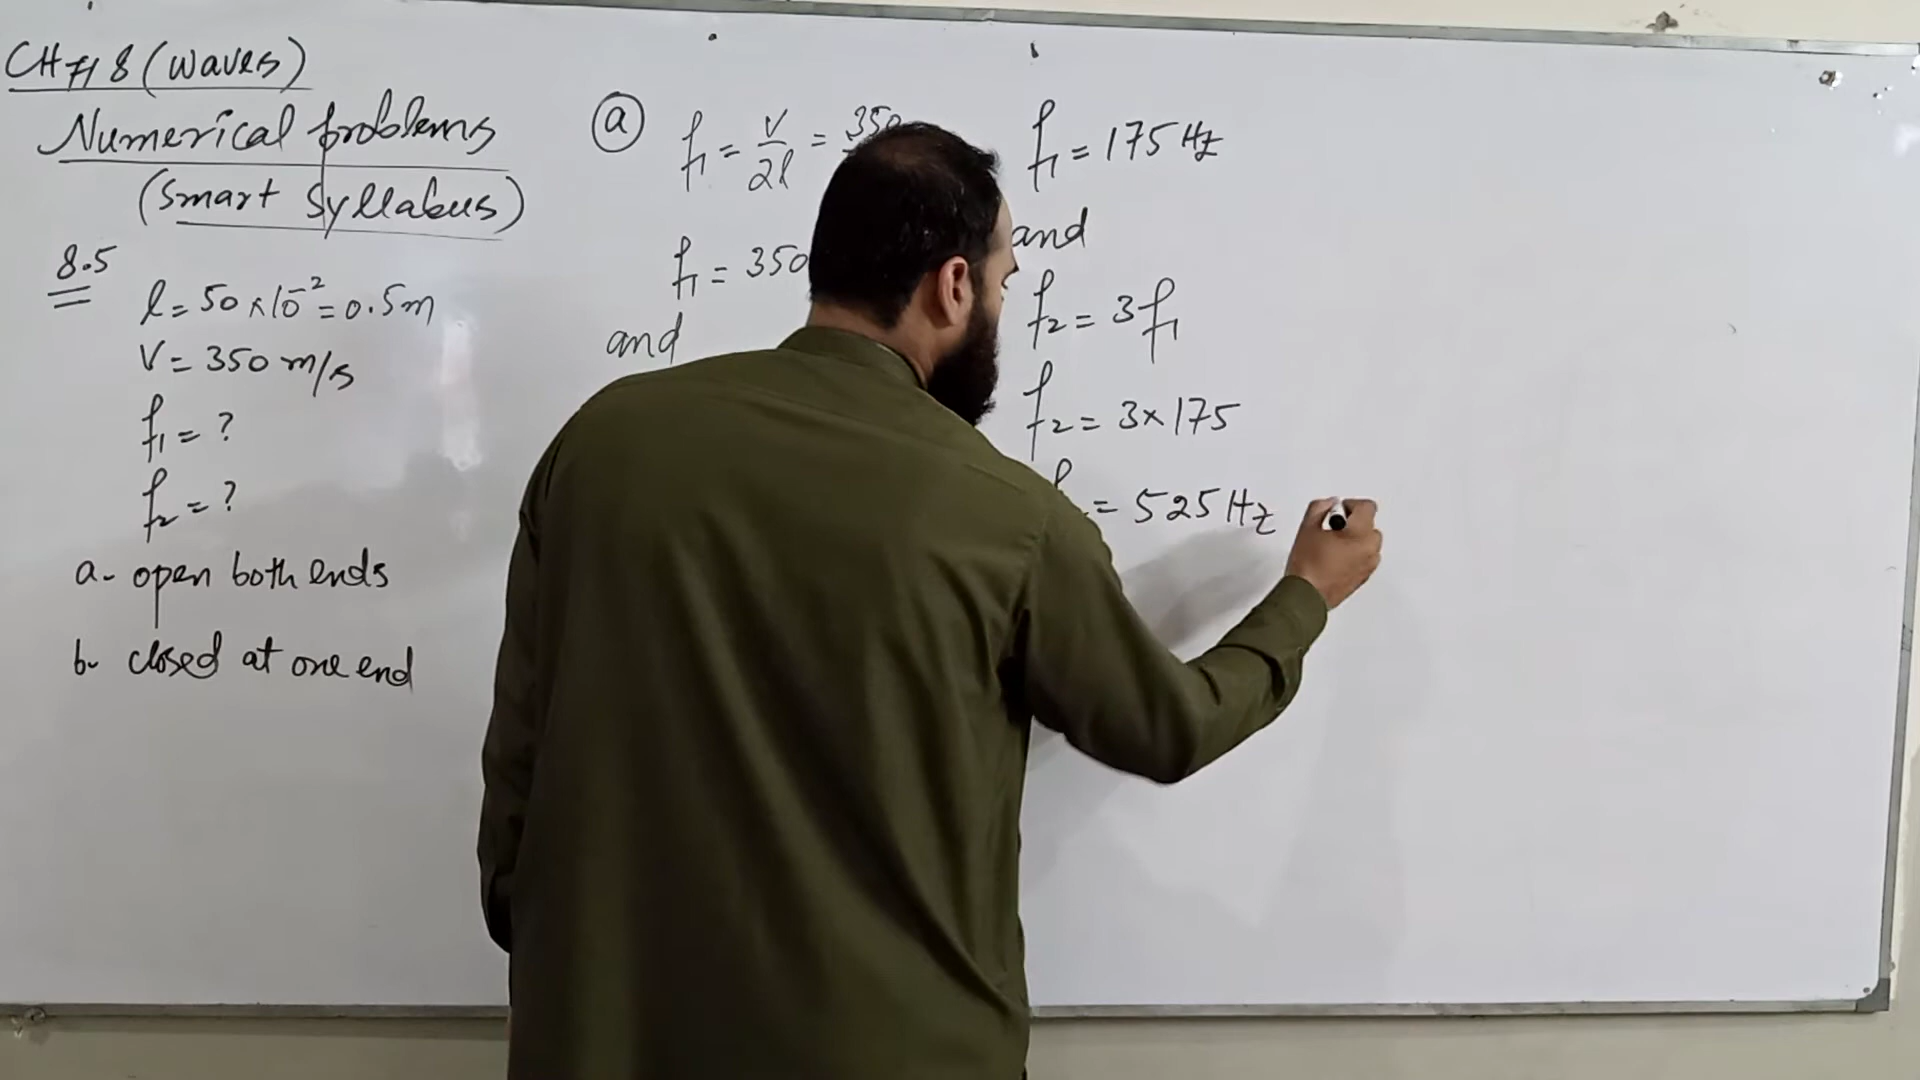 CH#18 (waves)
Numerical problems
(Smart Syllabus)
8.5
l = 50 × 10⁻² = 0.5m
V = 350 m/s
f₁ = ?
f₂ = ?
a- open both ends
b- closed at one end
ⓐ f₁ = V/2l = 350
f₁ = 350
and
f₁ = 175 Hz
and
f₂ = 3f₁
f₂ = 3×175
= 525 Hz